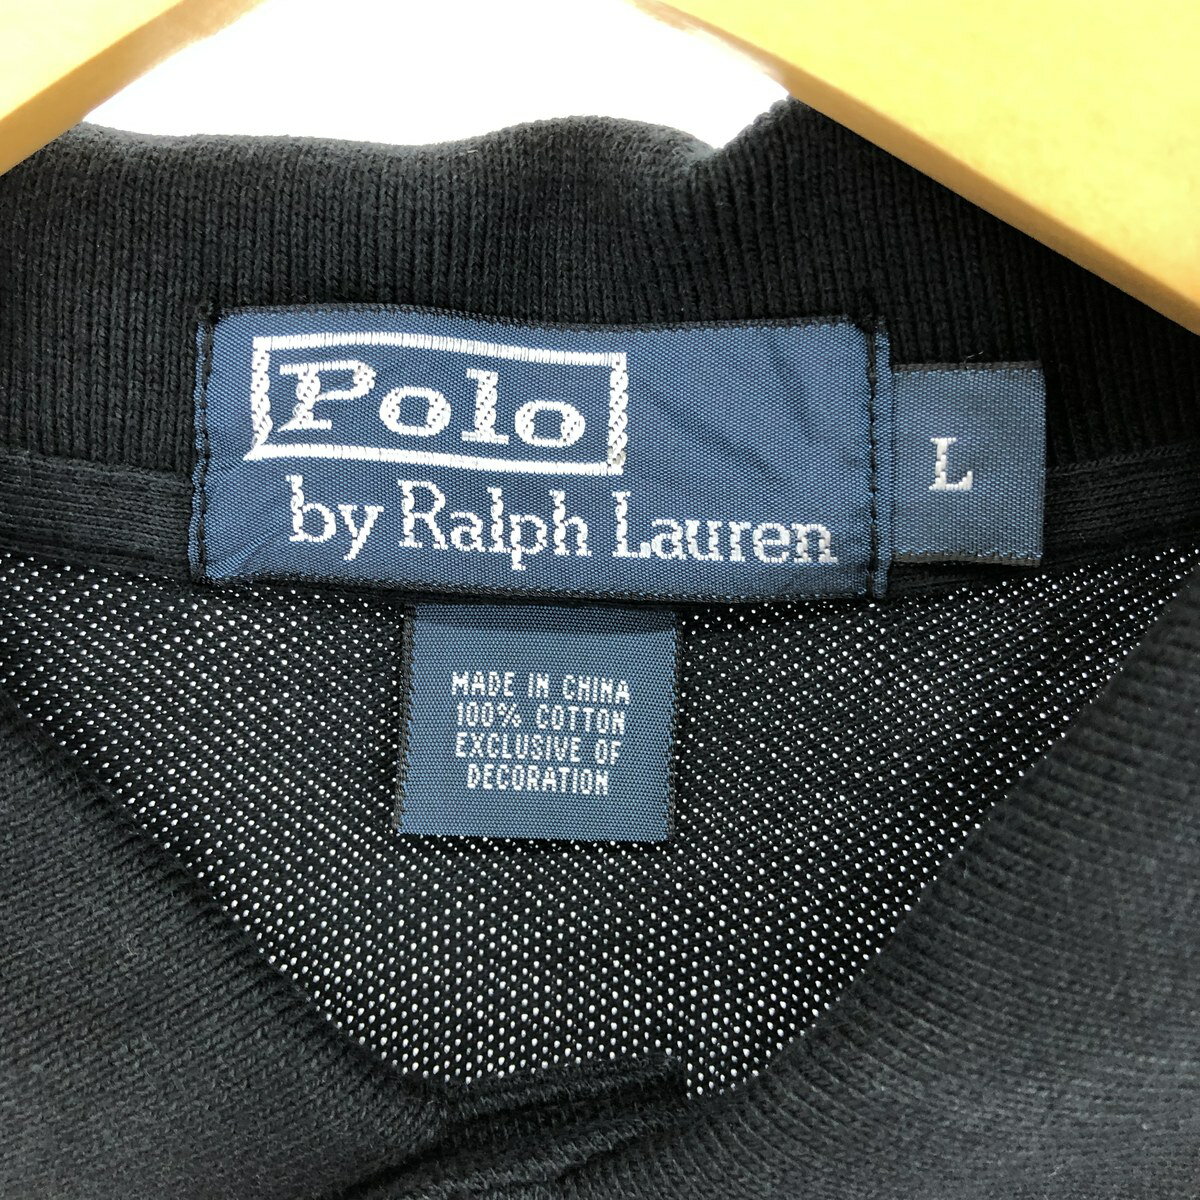 Polo
by Ralph Lauren
L
MADE IN CHINA
100% COTTON
EXCLUSIVE OF
DECORATION